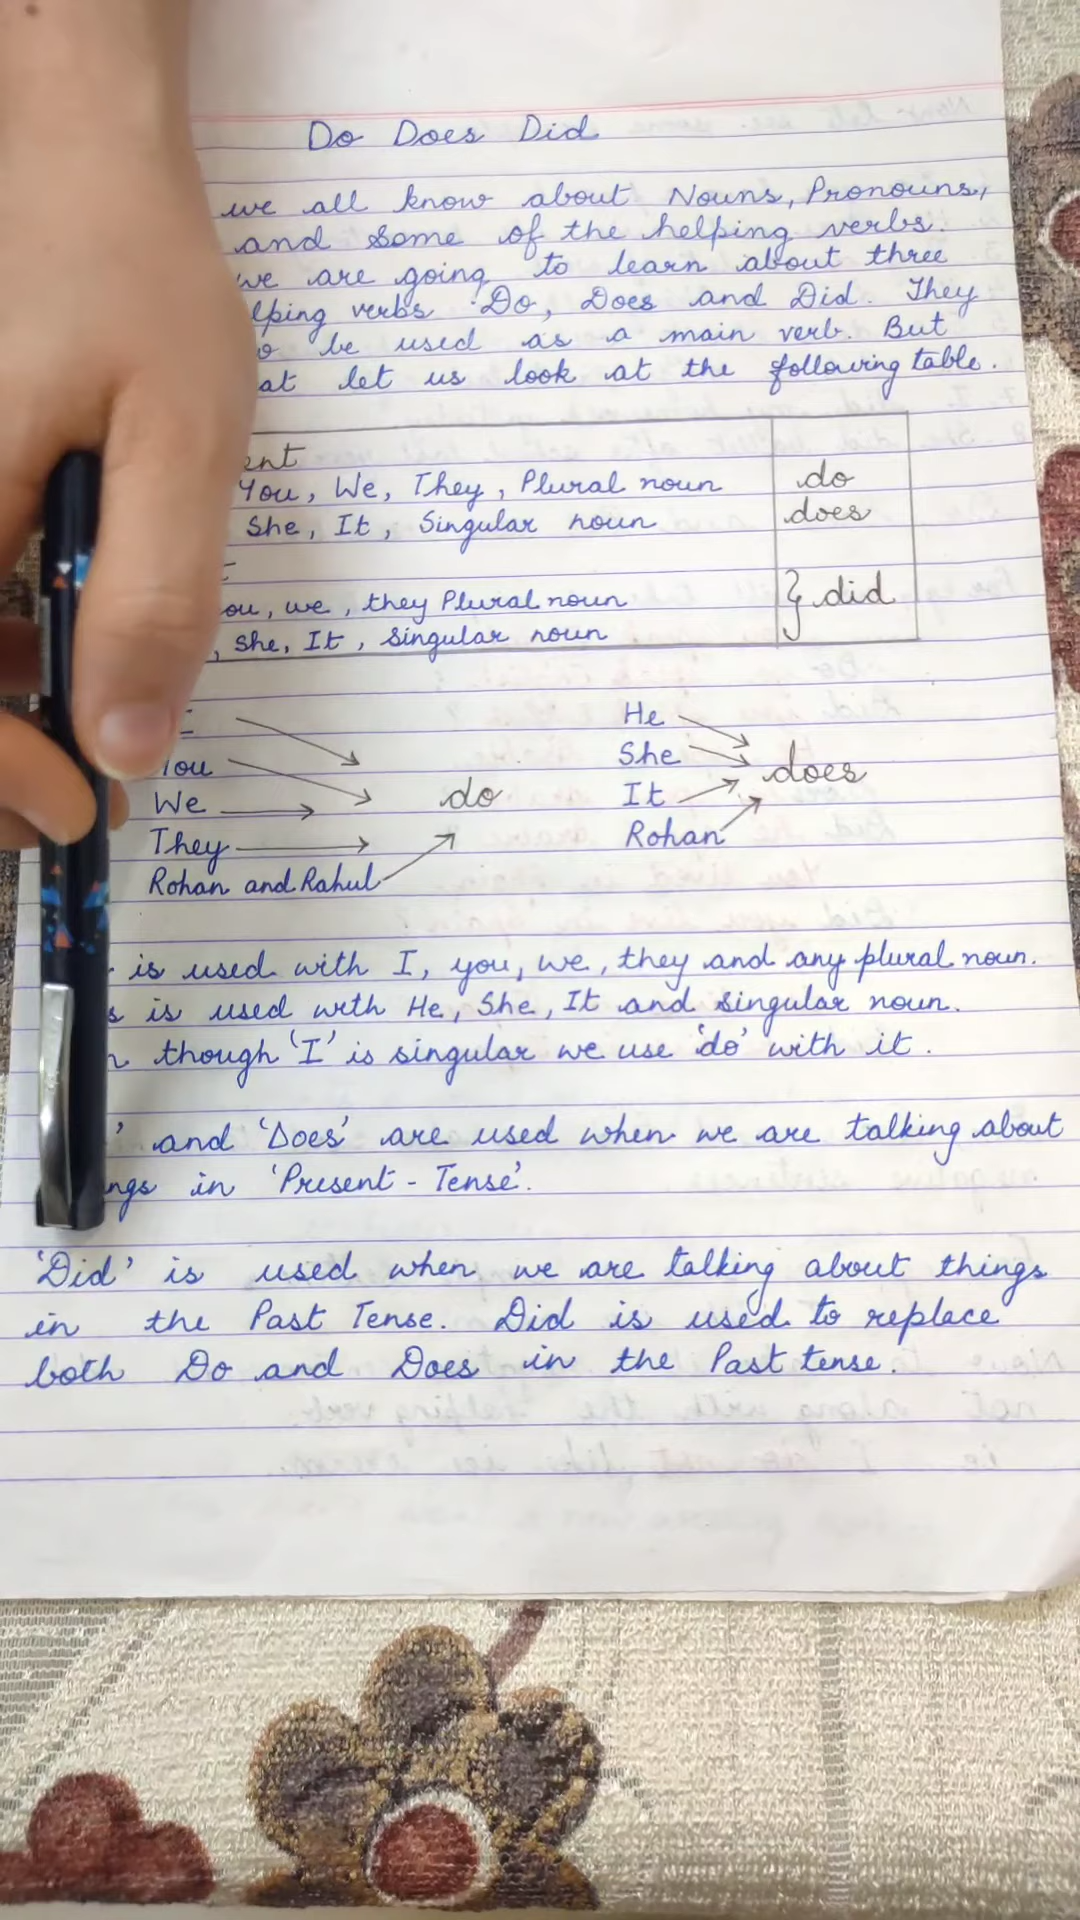 Do Does Did
we all know about Nouns, Pronouns,
and some of the helping verbs.
we are going to learn about three
verbs Do, Does and Did. They
be used as a main verb. But
let us look at the following table.
You, We, They, Plural noun do
She, It, Singular noun does
we, they Plural noun } did
She, It, singular noun
He
You She does
We do It
They Rohan
Rohan and Rahul
is used with I, you, we, they and any plural noun.
is used with He, She, It and singular noun.
though 'I' is singular we use 'do' with it.
and 'Does' are used when we are talking about
in 'Present - Tense'.
'Did' is used when we are talking about things
in the Past Tense. Did is used to replace
both Do and Does in the Past tense.